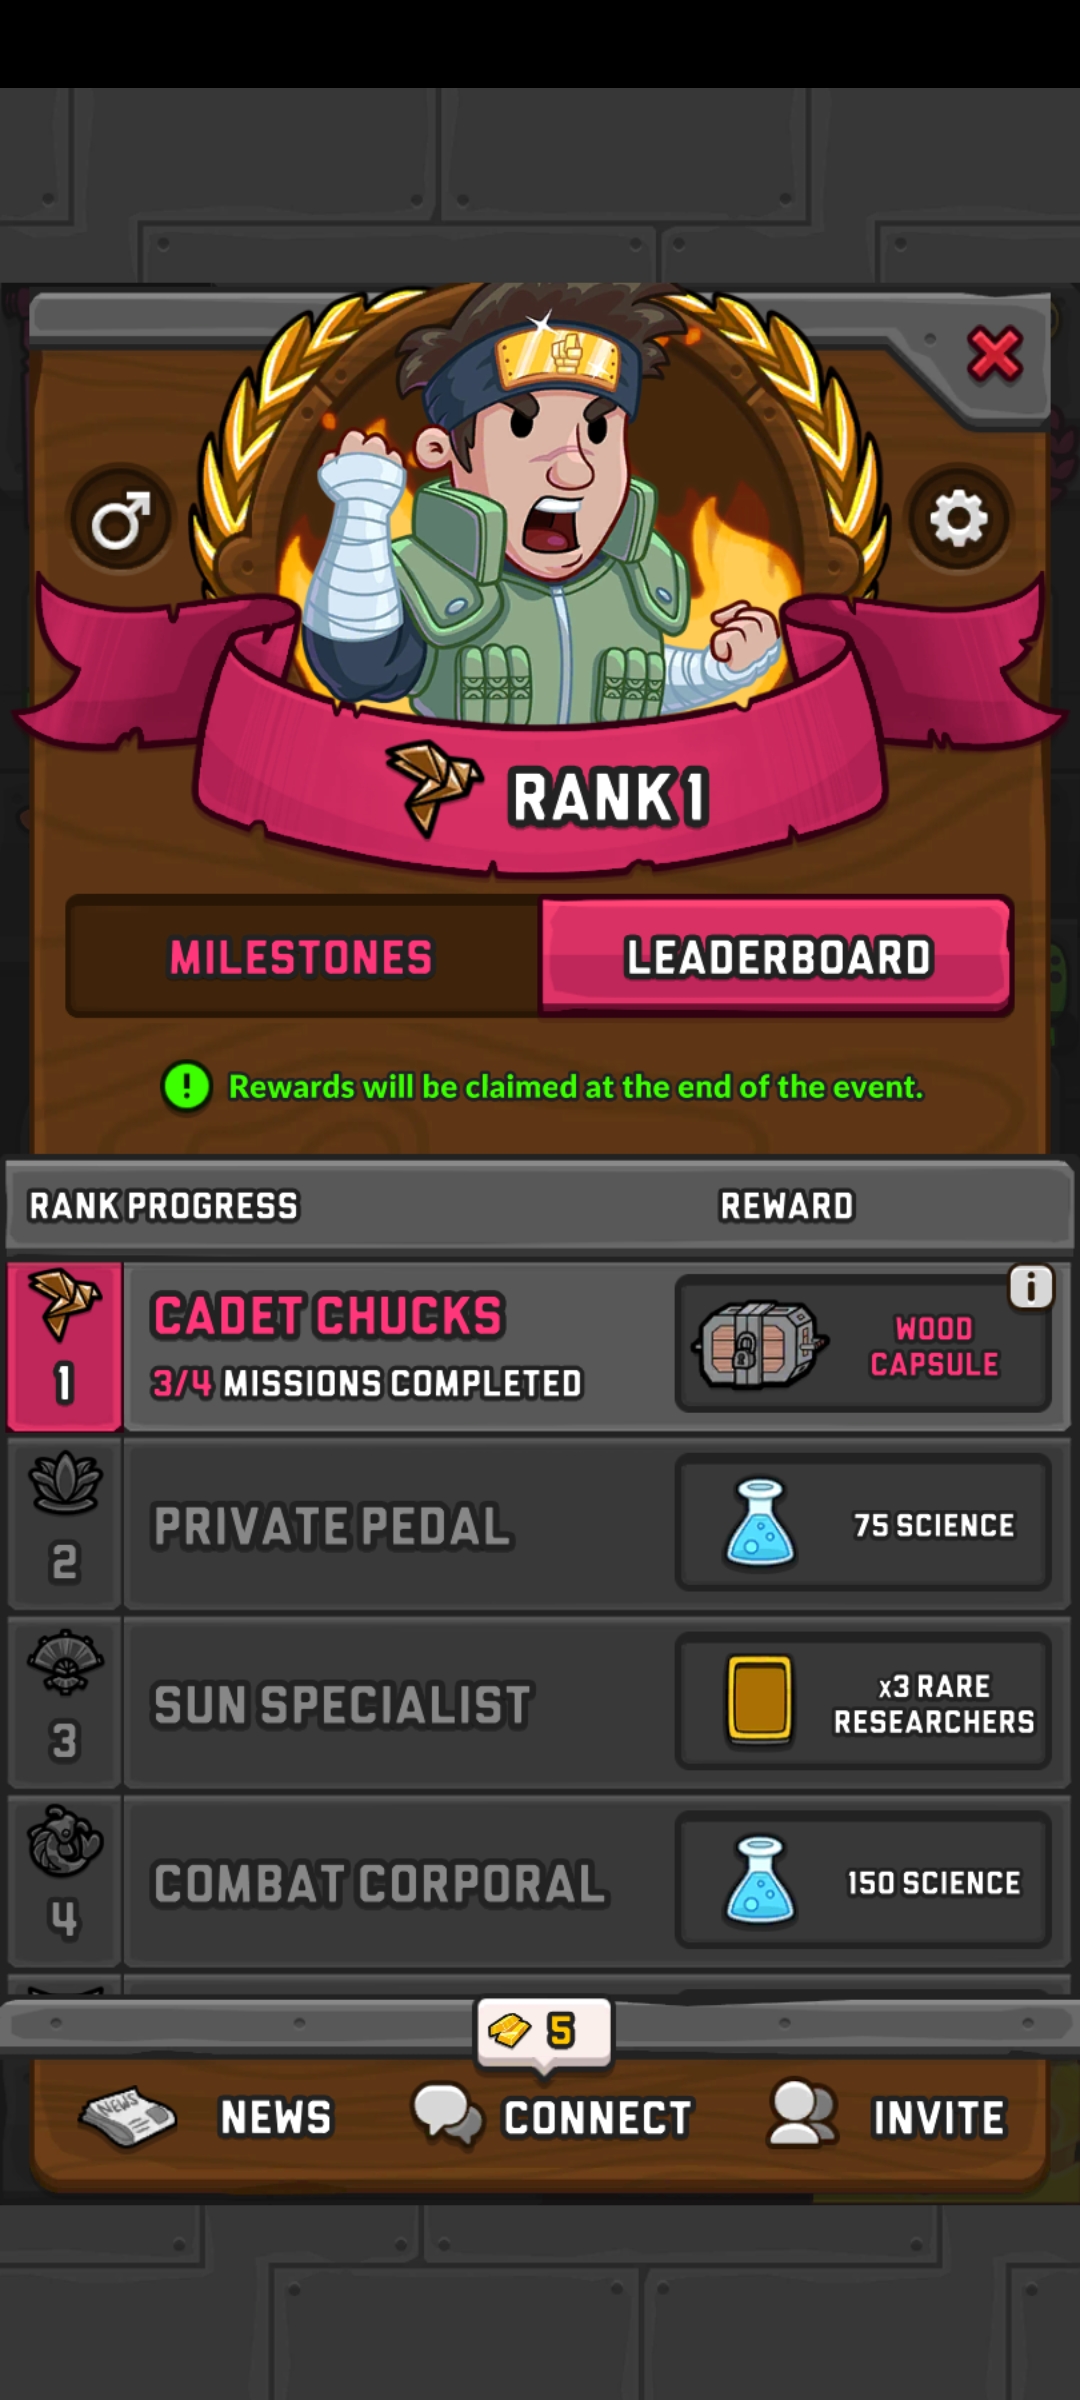 RANK 1
MILESTONES
LEADERBOARD
! Rewards will be claimed at the end of the event.
RANK PROGRESS
REWARD
1
CADET CHUCKS
3/4 MISSIONS COMPLETED
i
WOOD
CAPSULE
2
PRIVATE PEDAL
75 SCIENCE
3
SUN SPECIALIST
x3 RARE
RESEARCHERS
4
COMBAT CORPORAL
150 SCIENCE
5
NEWS
NEWS
CONNECT
INVITE